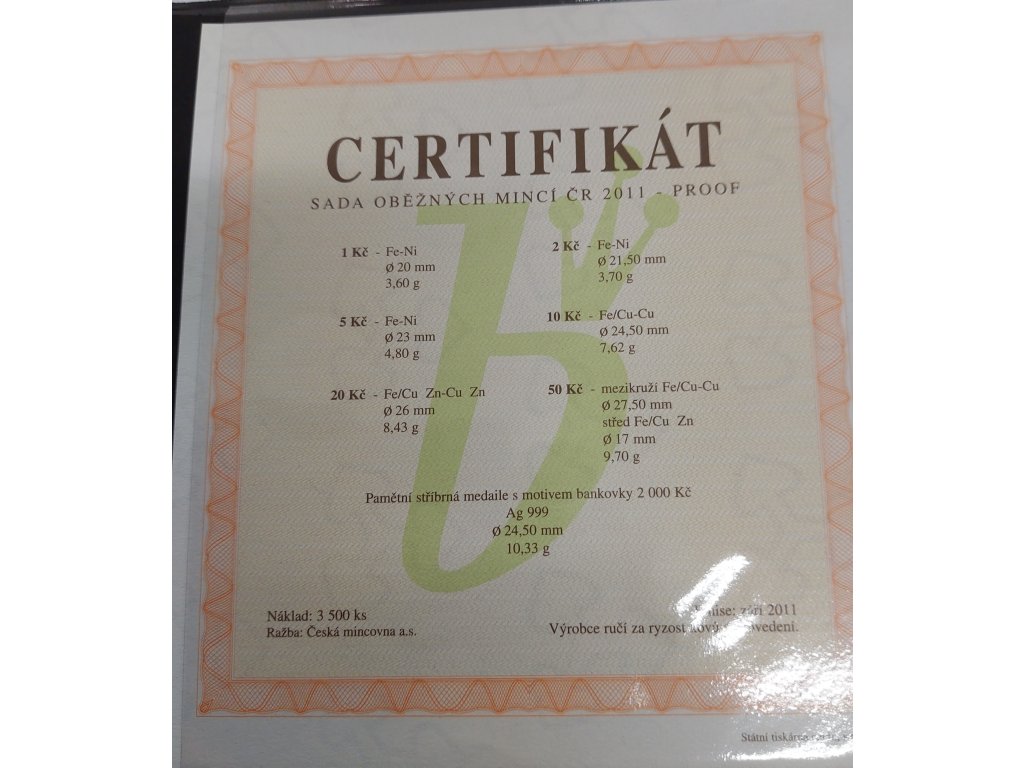 CERTIFIKÁT
SADA OBĚŽNÝCH MINCÍ ČR 2011 - PROOF
1 Kč - Fe-Ni
Ø 20 mm
3,60 g
2 Kč - Fe-Ni
Ø 21,50 mm
3,70 g
5 Kč - Fe-Ni
Ø 23 mm
4,80 g
10 Kč - Fe/Cu-Cu
Ø 24,50 mm
7,62 g
20 Kč - Fe/Cu Zn-Cu Zn
Ø 26 mm
8,43 g
50 Kč - mezikruží Fe/Cu-Cu
Ø 27,50 mm
střed Fe/Cu Zn
Ø 17 mm
9,70 g
Pamětní stříbrná medaile s motivem bankovky 2 000 Kč
Ag 999
Ø 24,50 mm
10,33 g
Náklad: 3 500 ks
Ražba: Česká mincovna a.s.
září 2011
Výrobce ručí za ryzost
Státní